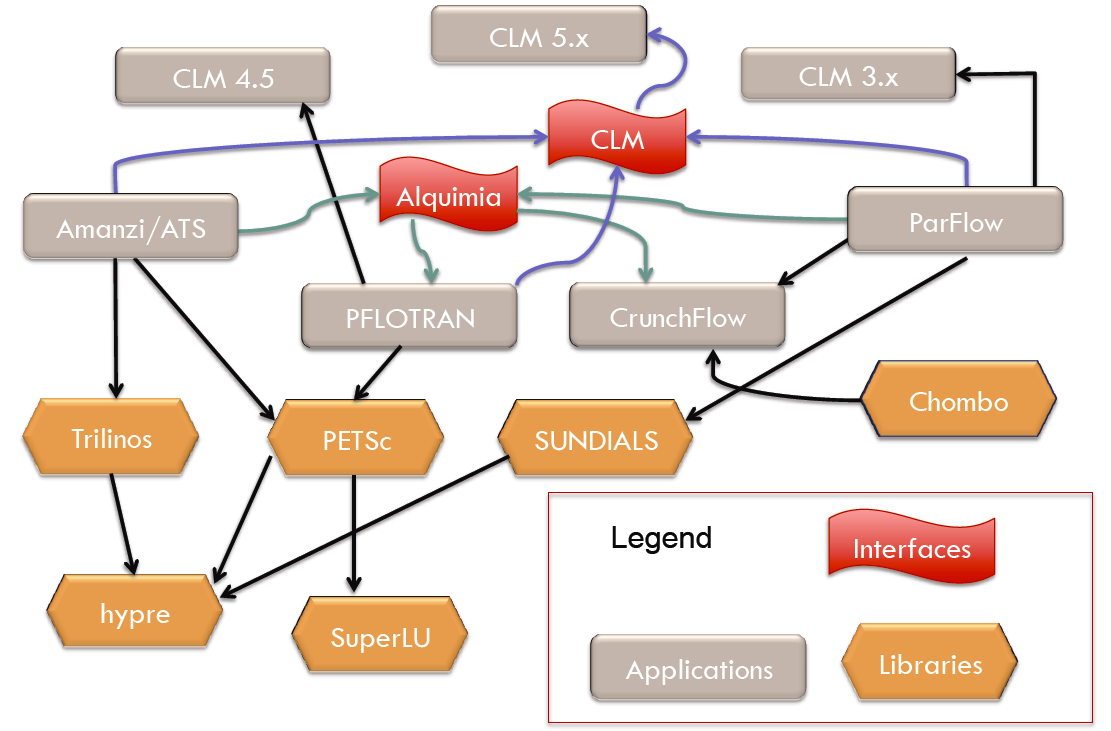 CLM 5.x
CLM 4.5
CLM 3.x
CLM
Alquimia
Amanzi/ATS
ParFlow
PFLOTRAN
CrunchFlow
Chombo
Trilinos
PETSc
SUNDIALS
hypre
SuperLU
Legend
Interfaces
Applications
Libraries